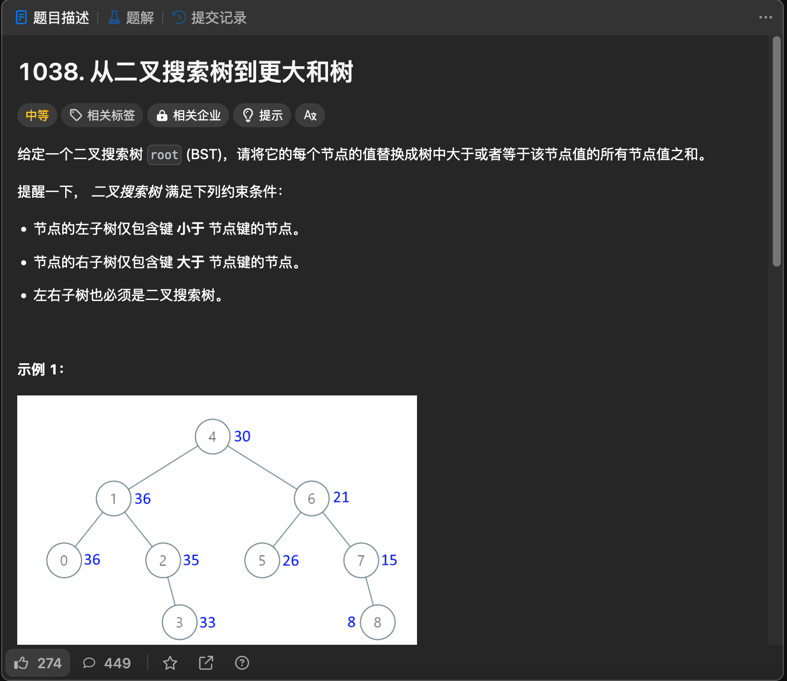 题目描述 题解 提交记录
1038. 从二叉搜索树到更大和树
中等 相关标签 相关企业 提示
给定一个二叉搜索树 root (BST)，请将它的每个节点的值替换成树中大于或者等于该节点值的所有节点值之和。
提醒一下， 二叉搜索树 满足下列约束条件：
• 节点的左子树仅包含键 小于 节点键的节点。
• 节点的右子树仅包含键 大于 节点键的节点。
• 左右子树也必须是二叉搜索树。
示例 1：
4 30
1 36 6 21
0 36 2 35 5 26 7 15
3 33 8 8
274 449